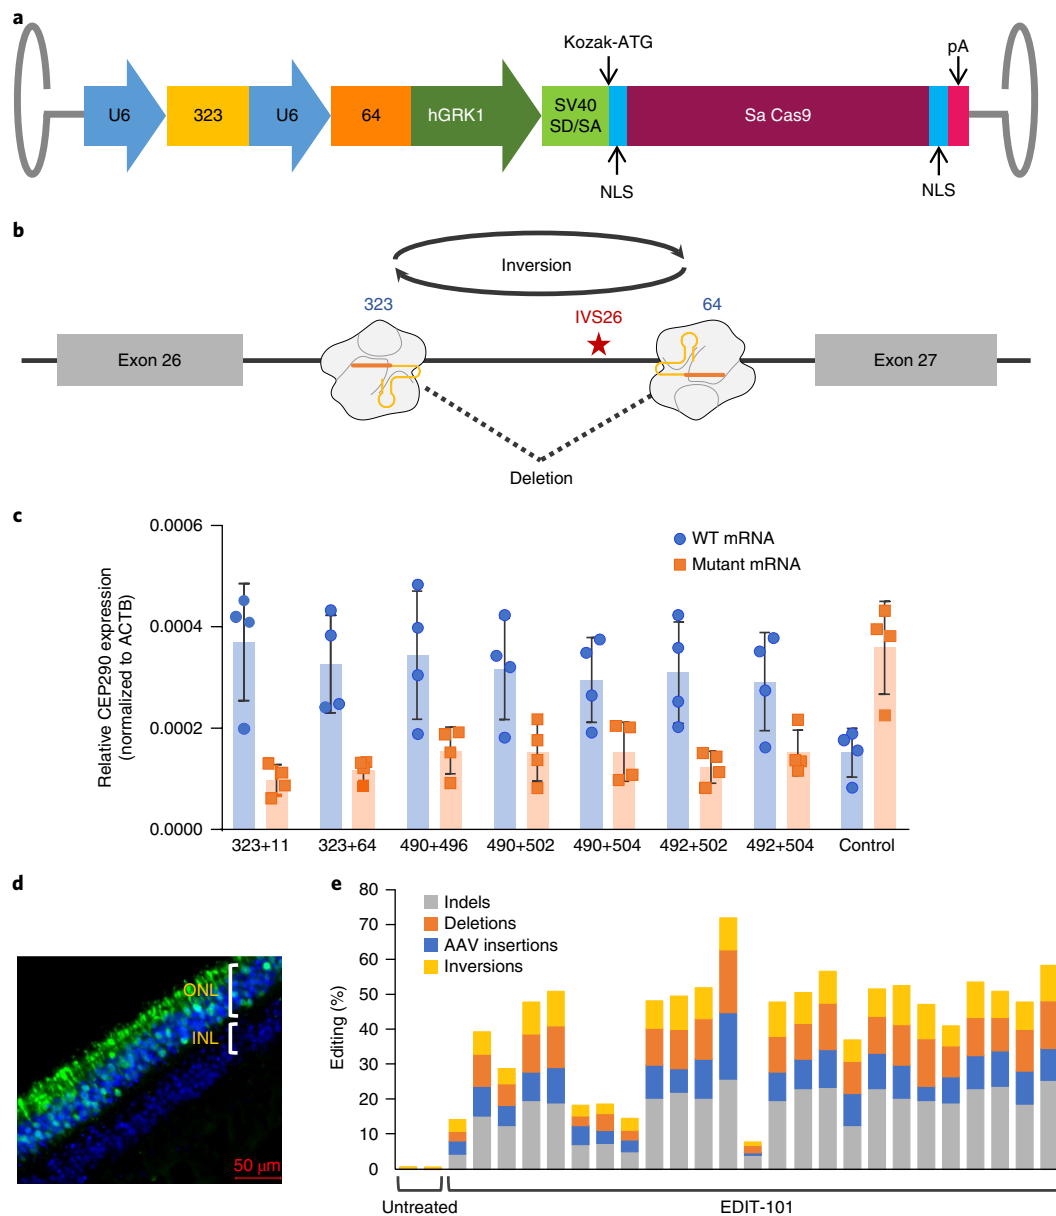 a
Kozak-ATG
pA
U6
323
U6
64
hGRK1
SV40
SD/SA
Sa Cas9
NLS
NLS
b
Inversion
323
64
IVS26
Exon 26
Exon 27
Deletion
c
Relative CEP290 expression
(normalized to ACTB)
0.0006
0.0004
0.0002
0.0000
WT mRNA
Mutant mRNA
323+11
323+64
490+496
490+502
490+504
492+502
492+504
Control
d
ONL
INL
50 μm
e
Editing (%)
80
70
60
50
40
30
20
10
0
Indels
Deletions
AAV insertions
Inversions
Untreated
EDIT-101